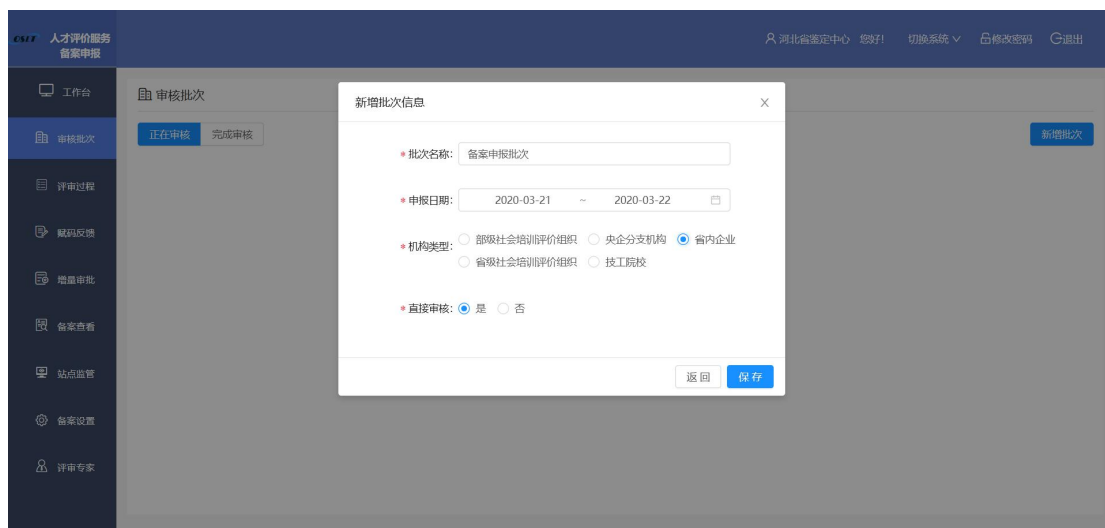 CSLT 人才评价服务
备案申报
河北省鉴定中心 您好! 切换系统 修改密码 退出
工作台
审核批次
评审过程
赋码反馈
增量审批
备案查看
站点监管
备案设置
评审专家
审核批次
正在审核 完成审核 新增批次
新增批次信息
* 批次名称: 备案申报批次
* 申报日期: 2020-03-21 ~ 2020-03-22
* 机构类型: 部级社会培训评价组织 央企分支机构 省内企业
省级社会培训评价组织 技工院校
* 直接审核: 是 否
返回 保存